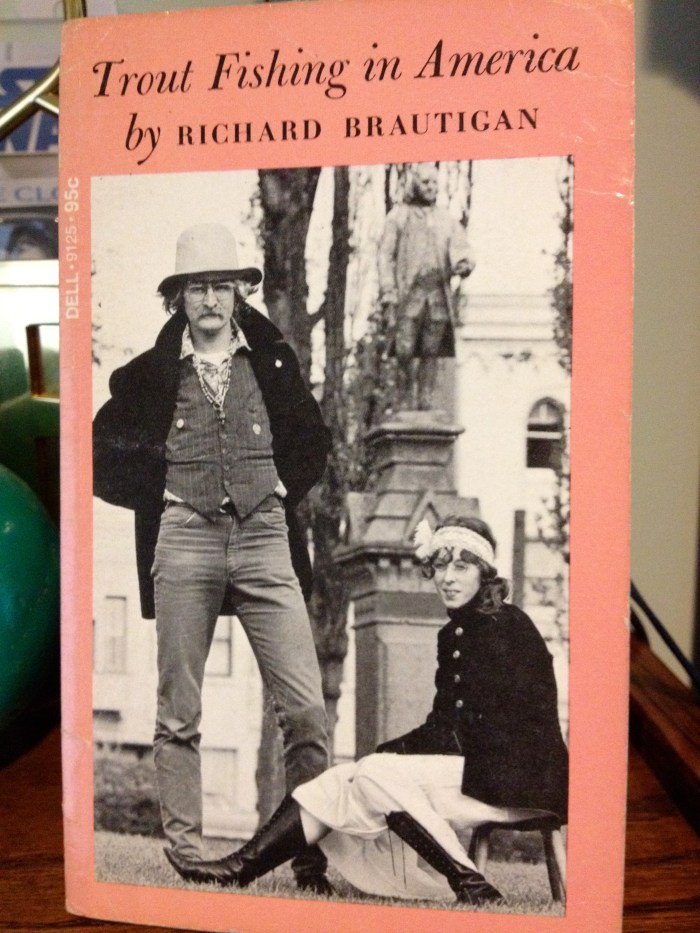 Trout Fishing in America
by RICHARD BRAUTIGAN
DELL • 9125 • 95c